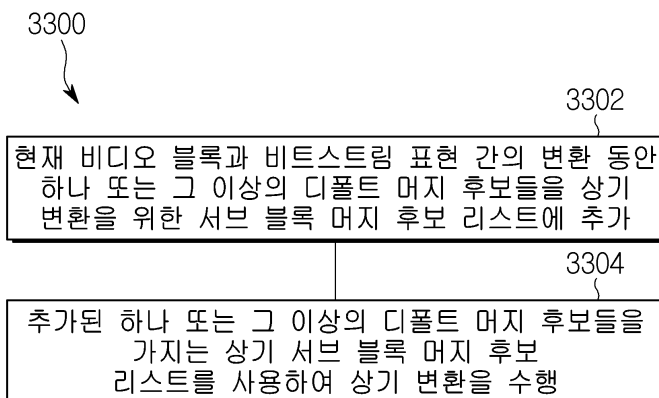 3300
3302
현재 비디오 블록과 비트스트림 표현 간의 변환 동안
하나 또는 그 이상의 디폴트 머지 후보들을 상기
변환을 위한 서브 블록 머지 후보 리스트에 추가
3304
추가된 하나 또는 그 이상의 디폴트 머지 후보들을
가지는 상기 서브 블록 머지 후보
리스트를 사용하여 상기 변환을 수행